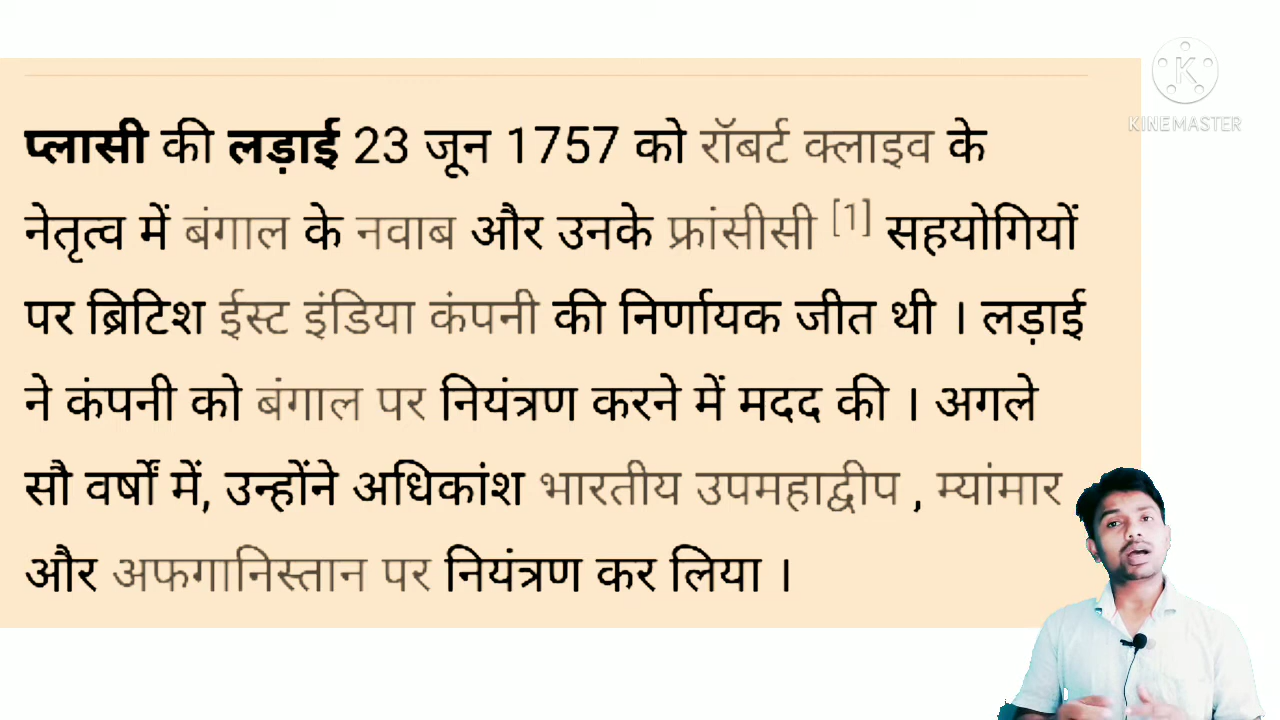 प्लासी की लड़ाई 23 जून 1757 को रॉबर्ट क्लाइव के
नेतृत्व में बंगाल के नवाब और उनके फ्रांसीसी [1] सहयोगियों
पर ब्रिटिश ईस्ट इंडिया कंपनी की निर्णायक जीत थी । लड़ाई
ने कंपनी को बंगाल पर नियंत्रण करने में मदद की । अगले
सौ वर्षों में, उन्होंने अधिकांश भारतीय उपमहाद्वीप , म्यांमार
और अफगानिस्तान पर नियंत्रण कर लिया ।
K
KINEMASTER